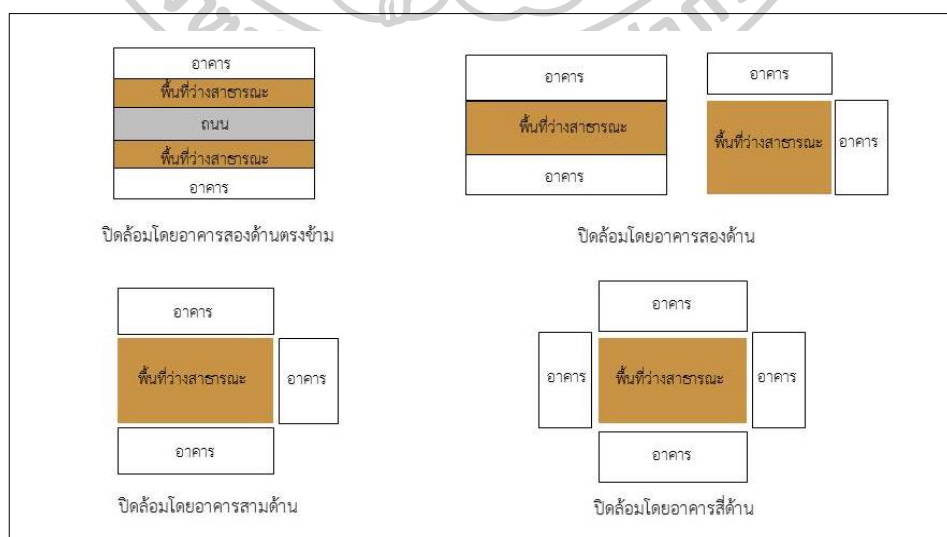 อาคาร
พื้นที่ว่างสาธารณะ
ถนน
พื้นที่ว่างสาธารณะ
อาคาร
ปิดล้อมโดยอาคารสองด้านตรงข้าม
อาคาร
พื้นที่ว่างสาธารณะ
อาคาร
อาคาร
พื้นที่ว่างสาธารณะ
อาคาร
ปิดล้อมโดยอาคารสองด้าน
อาคาร
พื้นที่ว่างสาธารณะ
อาคาร
อาคาร
ปิดล้อมโดยอาคารสามด้าน
อาคาร
อาคาร
พื้นที่ว่างสาธารณะ
อาคาร
อาคาร
ปิดล้อมโดยอาคารสี่ด้าน